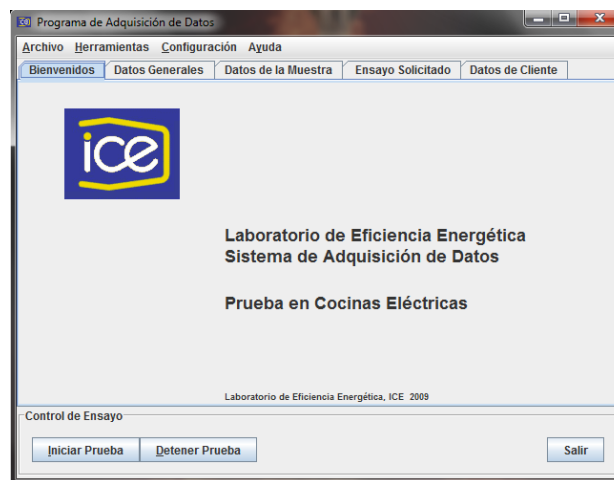 Programa de Adquisición de Datos
Archivo Herramientas Configuración Ayuda
Bienvenidos Datos Generales Datos de la Muestra Ensayo Solicitado Datos de Cliente
ice
Laboratorio de Eficiencia Energética
Sistema de Adquisición de Datos
Prueba en Cocinas Eléctricas
Laboratorio de Eficiencia Energética, ICE 2009
Control de Ensayo
Iniciar Prueba Detener Prueba Salir